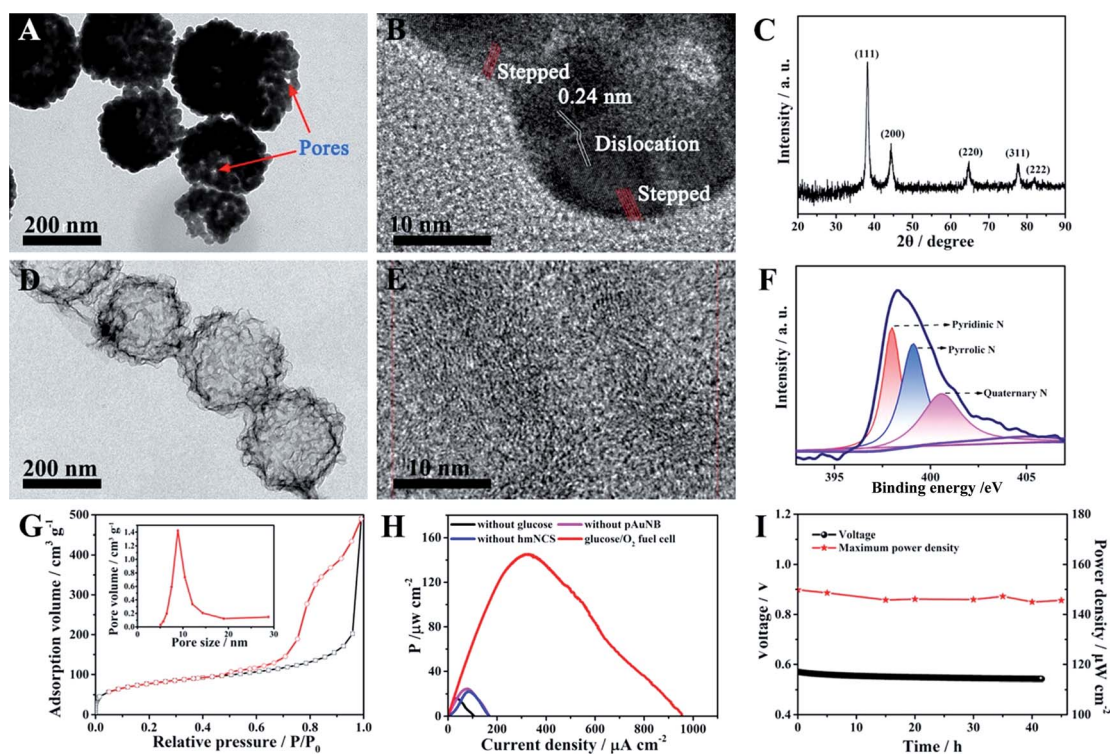 A
Pores
200 nm
B
Stepped
0.24 nm
Dislocation
Stepped
10 nm
C
Intensity / a. u.
(111)
(200)
(220)
(311)
(222)
20 30 40 50 60 70 80 90
2θ / degree
D
200 nm
E
10 nm
F
Intensity / a. u.
Pyridinic N
Pyrrolic N
Quaternary N
395 400 405
Binding energy /eV
G
Adsorption volume / cm³ g⁻¹
500
400
300
200
100
0
Pore volume / cm³ g⁻¹
1.4
1.2
1.0
0.8
0.6
0.4
0.2
0.0
0 10 20 30
Pore size / nm
0.0 0.2 0.4 0.6 0.8 1.0
Relative pressure / P/P₀
H
without glucose without pAuNB
without hmNCS glucose/O₂ fuel cell
P /μw cm⁻²
160
120
80
40
0
0 200 400 600 800 1000
Current density / μA cm⁻²
I
Voltage
Maximum power density
Voltage / V
1.2
1.0
0.8
0.6
0.4
180
160
140
120
100
Power density / μW cm⁻²
0 10 20 30 40
Time / h